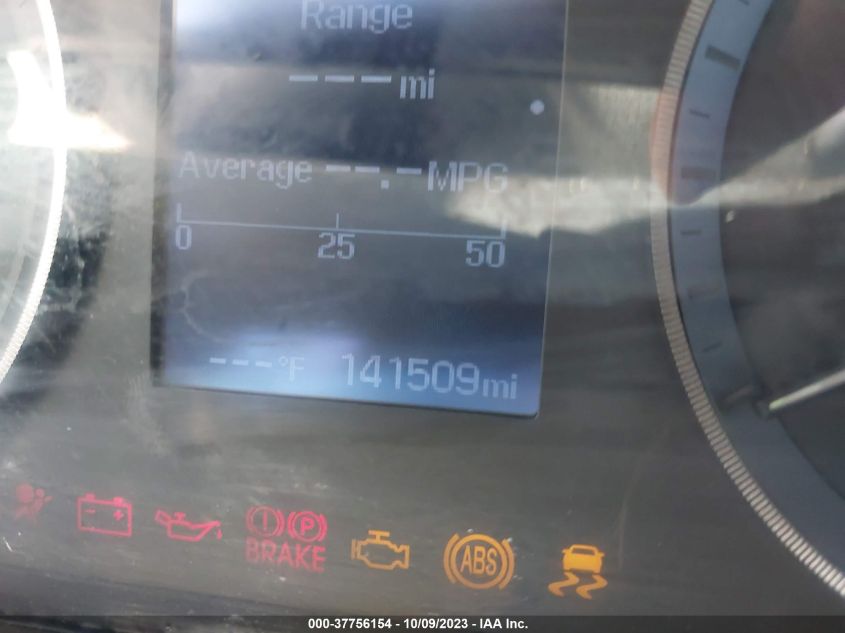 Range
---mi
Average --.-MPG
0 25 50
---°F 141509mi
BRAKE
ABS
000-37756154 - 10/09/2023 - IAA Inc.